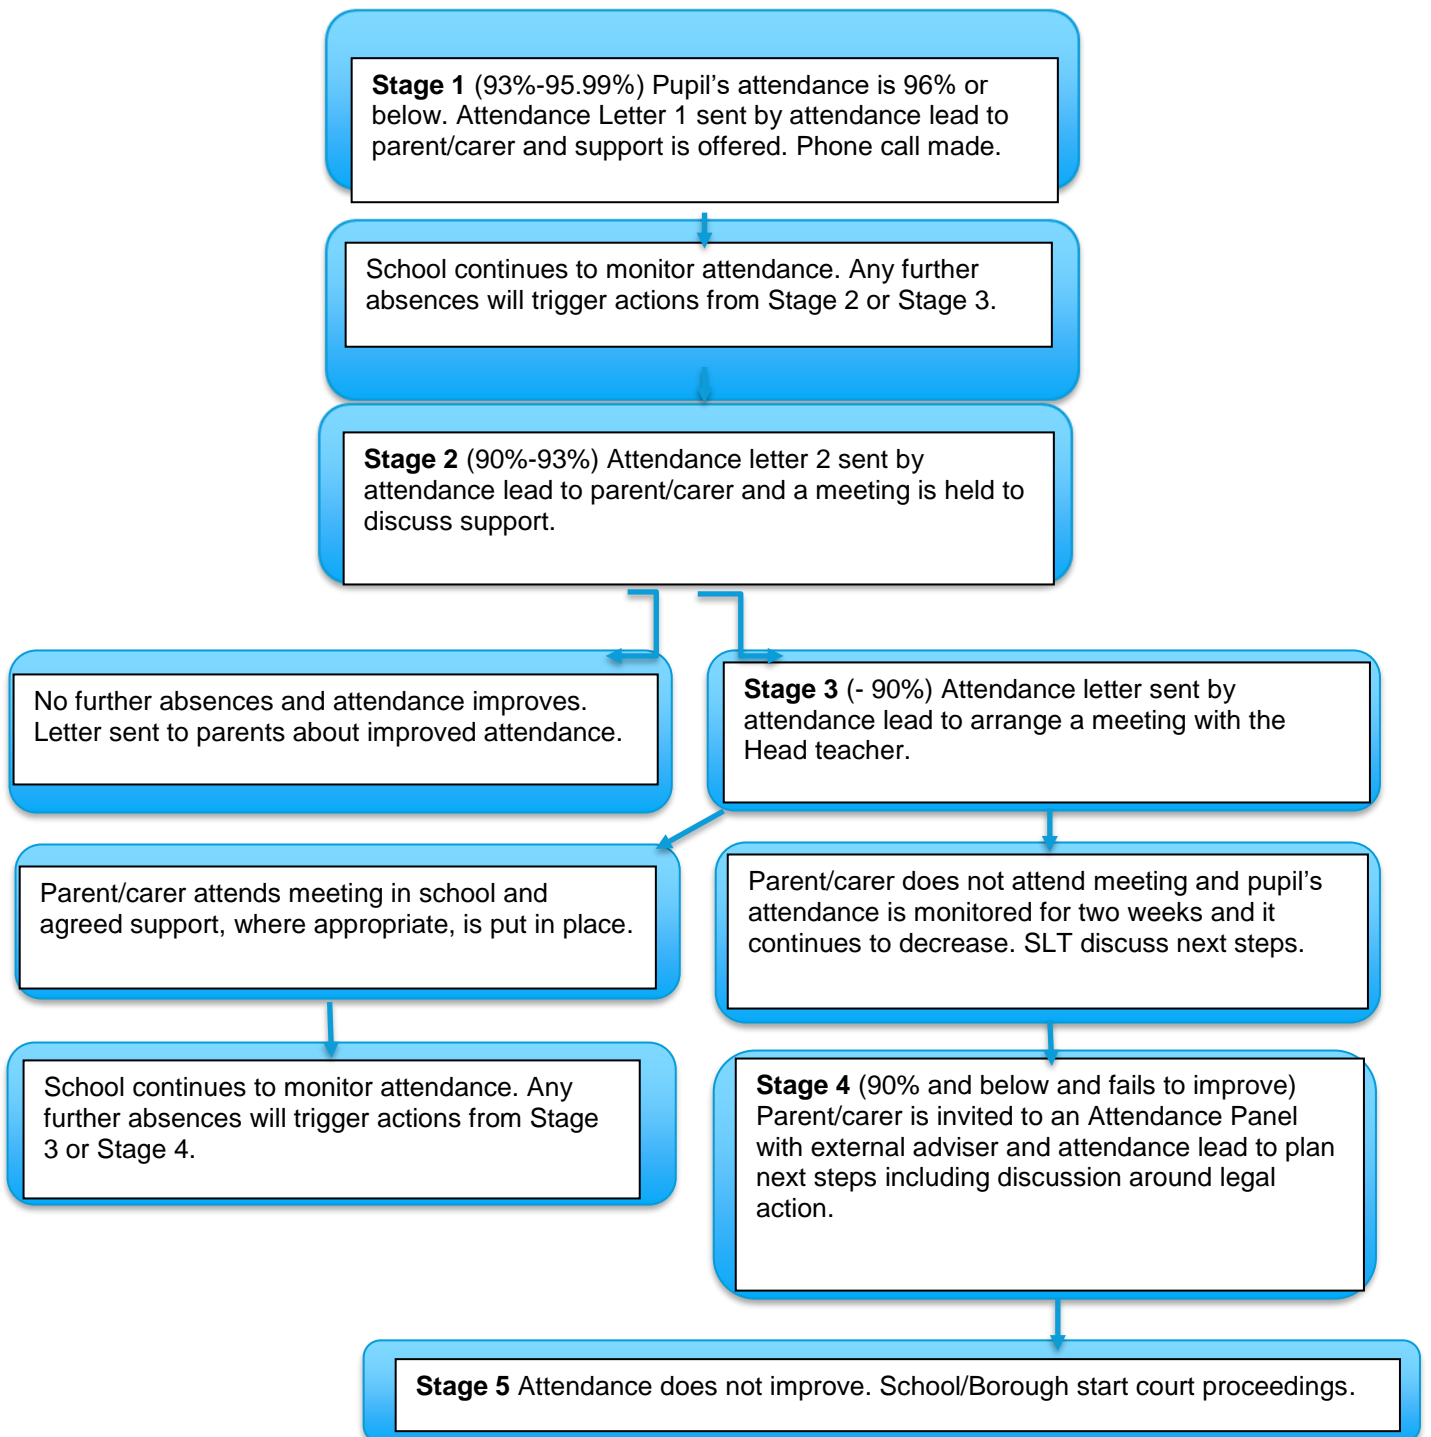 Stage 1 (93%-95.99%) Pupil's attendance is 96% or
below. Attendance Letter 1 sent by attendance lead to
parent/carer and support is offered. Phone call made.
School continues to monitor attendance. Any further
absences will trigger actions from Stage 2 or Stage 3.
Stage 2 (90%-93%) Attendance letter 2 sent by
attendance lead to parent/carer and a meeting is held to
discuss support.
No further absences and attendance improves.
Letter sent to parents about improved attendance.
Stage 3 (- 90%) Attendance letter sent by
attendance lead to arrange a meeting with the
Head teacher.
Parent/carer attends meeting in school and
agreed support, where appropriate, is put in place.
Parent/carer does not attend meeting and pupil's
attendance is monitored for two weeks and it
continues to decrease. SLT discuss next steps.
School continues to monitor attendance. Any
further absences will trigger actions from Stage
3 or Stage 4.
Stage 4 (90% and below and fails to improve)
Parent/carer is invited to an Attendance Panel
with external adviser and attendance lead to plan
next steps including discussion around legal
action.
Stage 5 Attendance does not improve. School/Borough start court proceedings.